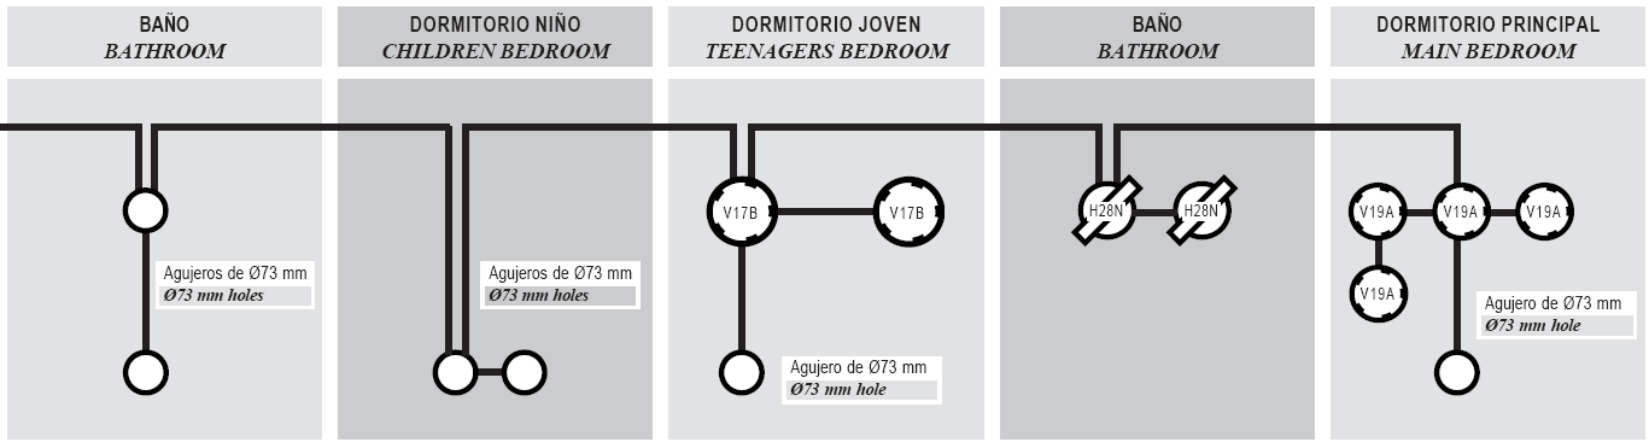 BAÑO
BATHROOM
DORMITORIO NIÑO
CHILDREN BEDROOM
DORMITORIO JOVEN
TEENAGERS BEDROOM
BAÑO
BATHROOM
DORMITORIO PRINCIPAL
MAIN BEDROOM
Agujeros de Ø73 mm
Ø73 mm holes
Agujeros de Ø73 mm
Ø73 mm holes
V17B
V17B
Agujero de Ø73 mm
Ø73 mm hole
H28N
H28N
V19A
V19A
V19A
V19A
Agujero de Ø73 mm
Ø73 mm hole